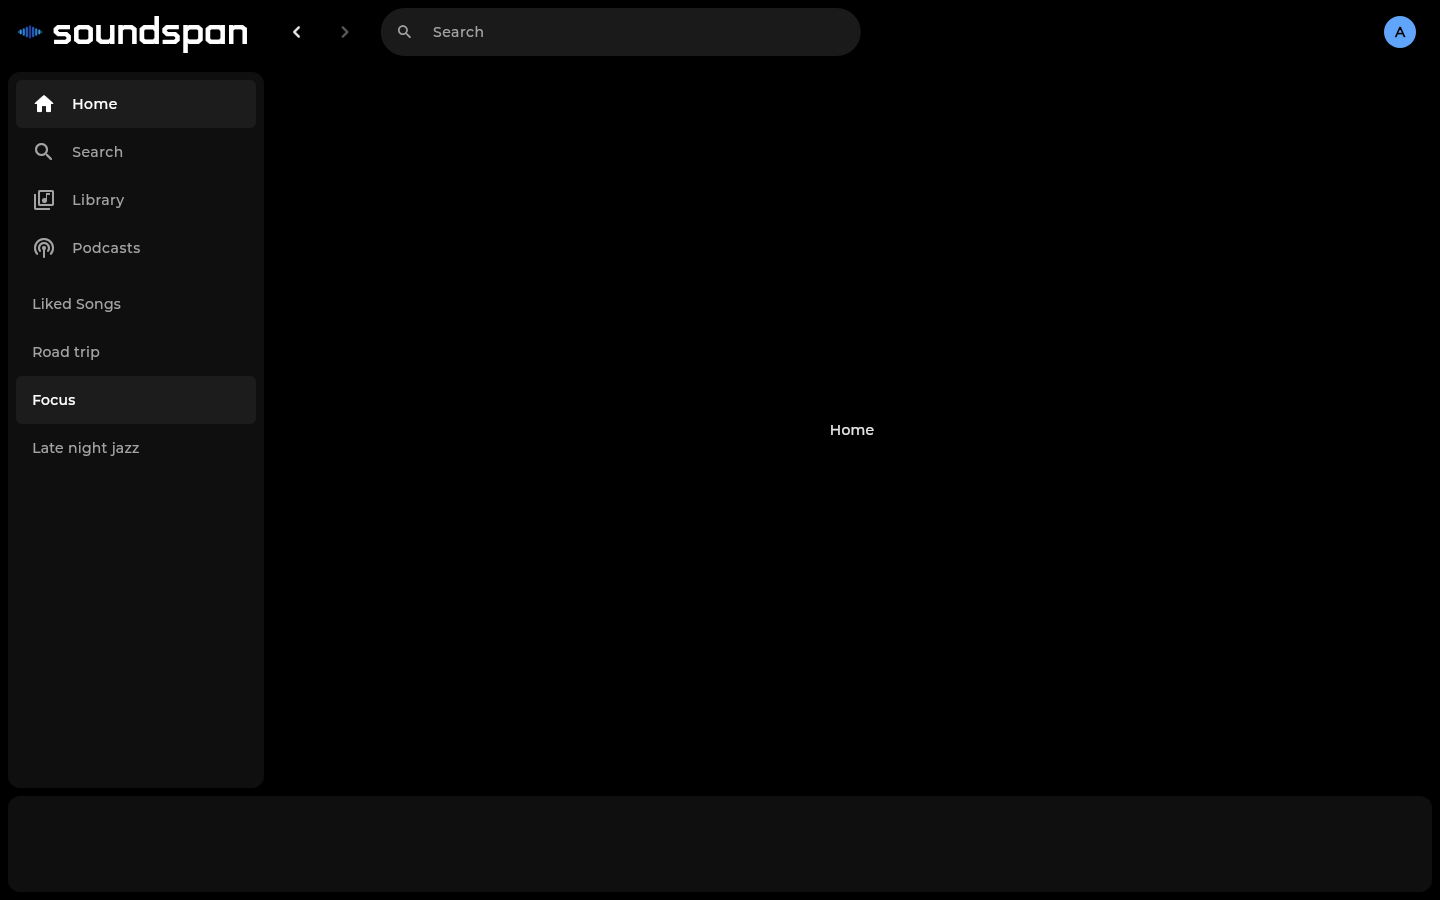 soundspan
Search
A
Home
Search
Library
Podcasts
Liked Songs
Road trip
Focus
Late night jazz
Home